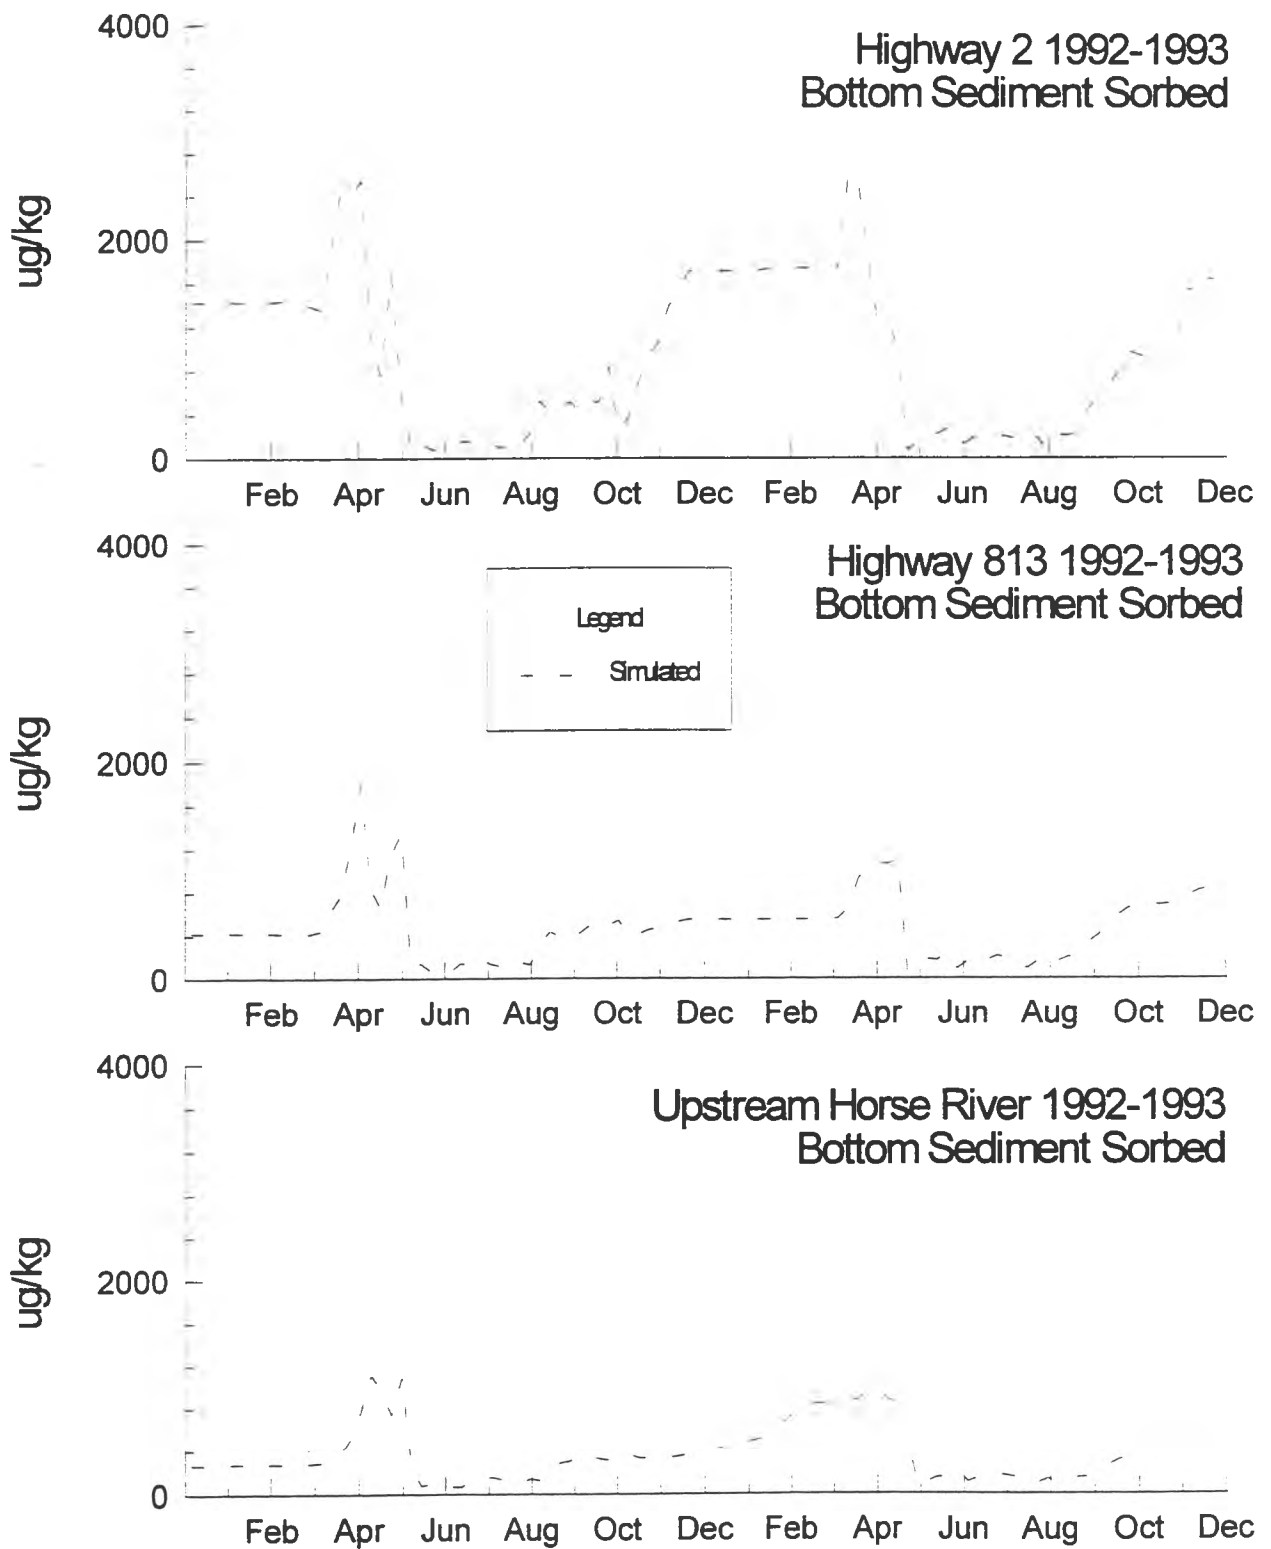 Highway 2 1992-1993
Bottom Sediment Sorbed
4000
2000
0
ug/kg
Feb Apr Jun Aug Oct Dec Feb Apr Jun Aug Oct Dec
Highway 813 1992-1993
Bottom Sediment Sorbed
Legend
Simulated
4000
2000
0
ug/kg
Feb Apr Jun Aug Oct Dec Feb Apr Jun Aug Oct Dec
Upstream Horse River 1992-1993
Bottom Sediment Sorbed
4000
2000
0
ug/kg
Feb Apr Jun Aug Oct Dec Feb Apr Jun Aug Oct Dec